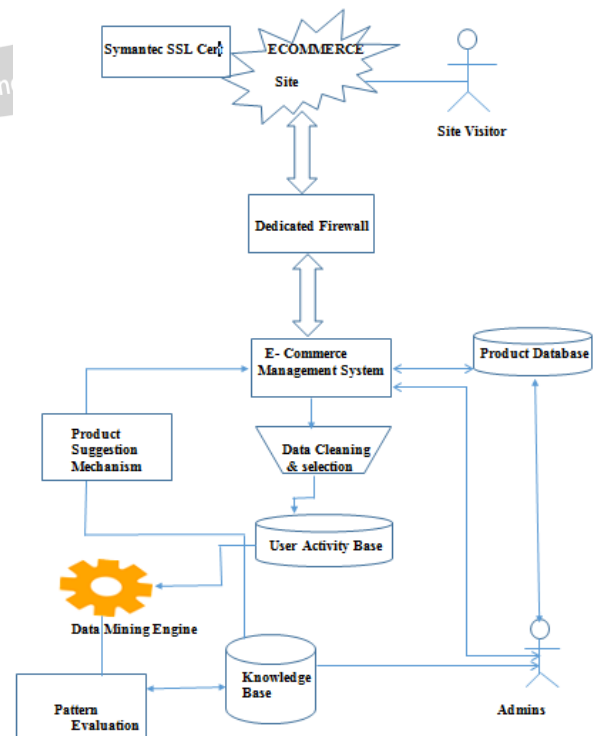 Symantec SSL Cert
ECOMMERCE
Site
Site Visitor
Dedicated Firewall
E- Commerce
Management System
Product Database
Product
Suggestion
Mechanism
Data Cleaning
& selection
User Activity Base
Data Mining Engine
Knowledge
Base
Pattern
Evaluation
Admins